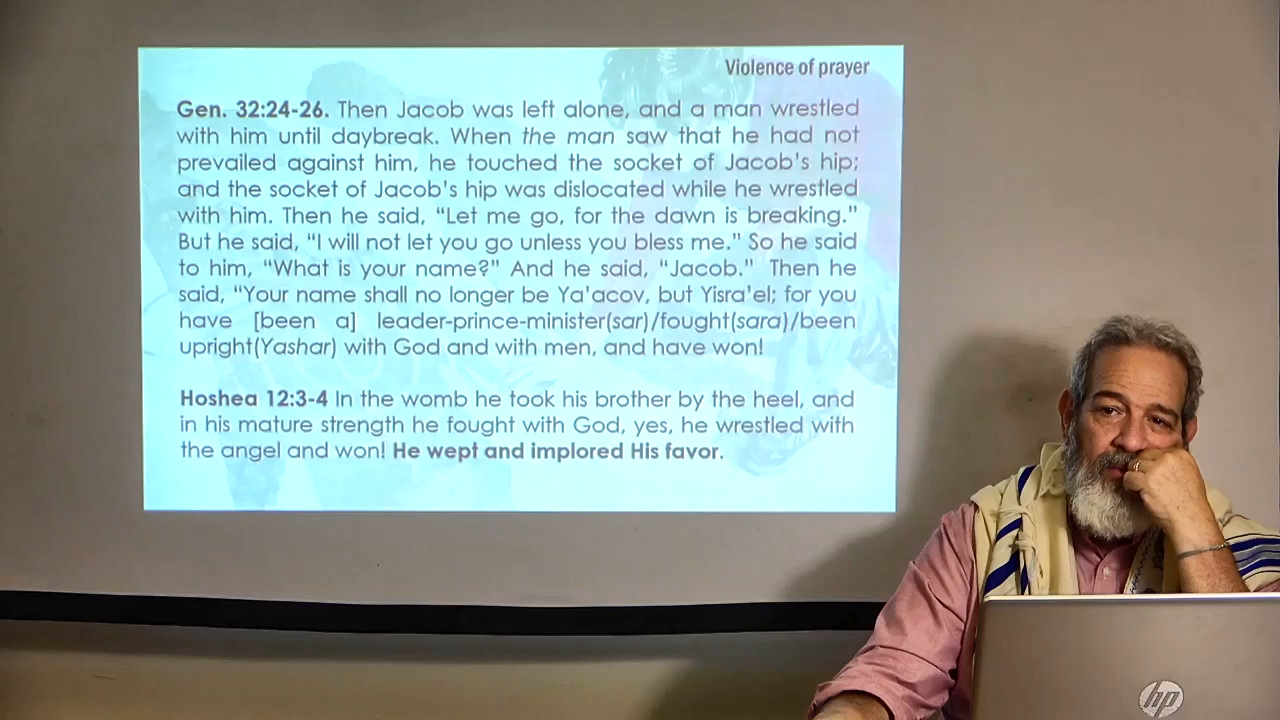 Violence of prayer
Gen. 32:24-26. Then Jacob was left alone, and a man wrestled
with him until daybreak. When the man saw that he had not
prevailed against him, he touched the socket of Jacob's hip;
and the socket of Jacob's hip was dislocated while he wrestled
with him. Then he said, “Let me go, for the dawn is breaking.”
But he said, “I will not let you go unless you bless me.” So he said
to him, “What is your name?” And he said, “Jacob.” Then he
said, “Your name shall no longer be Ya'acov, but Yisra'el; for you
have [been a] leader-prince-minister(sar)/fought(sara)/been
upright(Yashar) with God and with men, and have won!
Hoshea 12:3-4 In the womb he took his brother by the heel, and
in his mature strength he fought with God, yes, he wrestled with
the angel and won! He wept and implored His favor.
hp